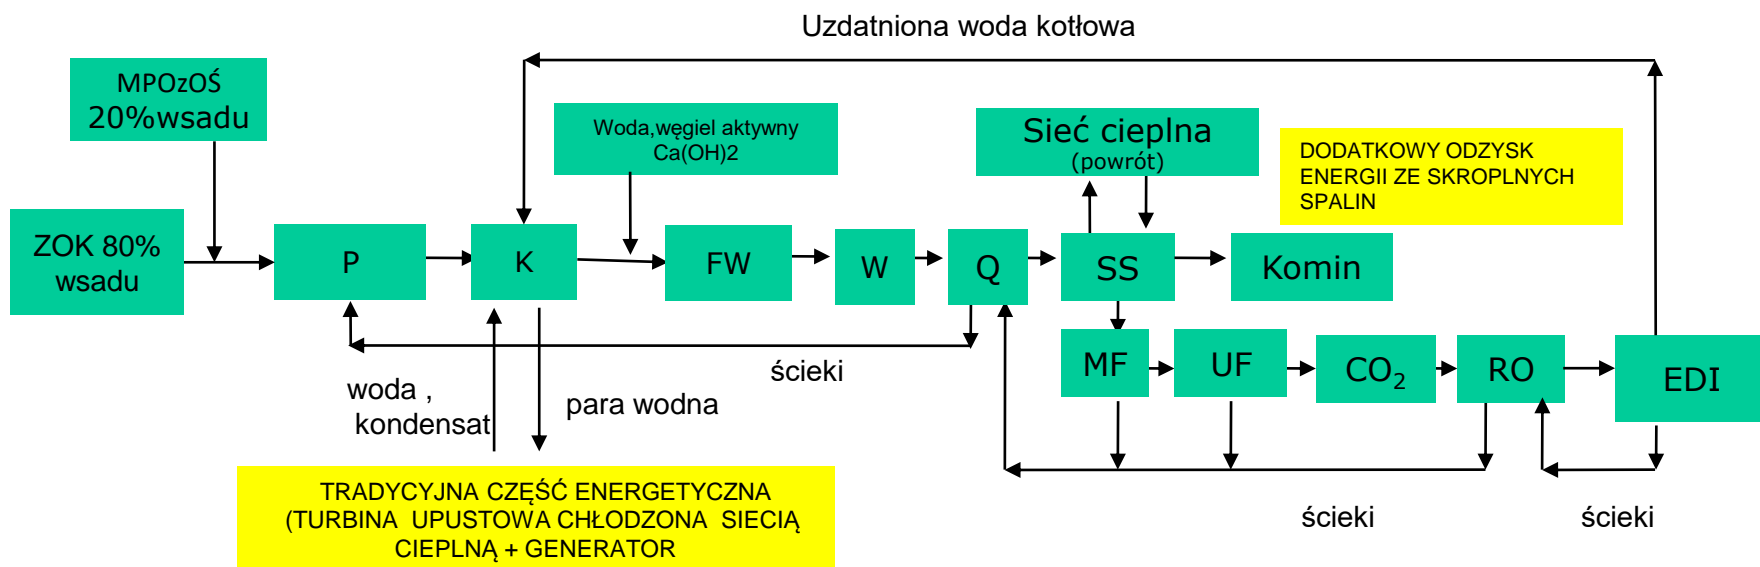 Uzdatniona woda kotłowa
MPOzOŚ
20%wsadu
Woda,węgiel aktywny
Ca(OH)2
Sieć cieplna
(powrót)
DODATKOWY ODZYSK
ENERGII ZE SKROPLNYCH
SPALIN
ZOK 80%
wsadu
P
K
FW
W
Q
SS
Komin
MF
UF
CO₂
RO
EDI
ścieki
woda ,
kondensat
para wodna
TRADYCYJNA CZĘŚĆ ENERGETYCZNA
(TURBINA UPUSTOWA CHŁODZONA SIECIĄ
CIEPLNĄ + GENERATOR
ścieki
ścieki